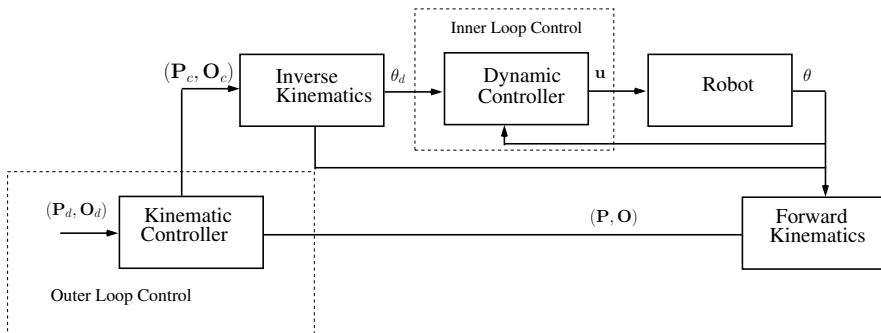 Inner Loop Control
(P_c, O_c)
Inverse
Kinematics
θ_d
Dynamic
Controller
u
Robot
θ
(P_d, O_d)
Kinematic
Controller
(P, O)
Forward
Kinematics
Outer Loop Control